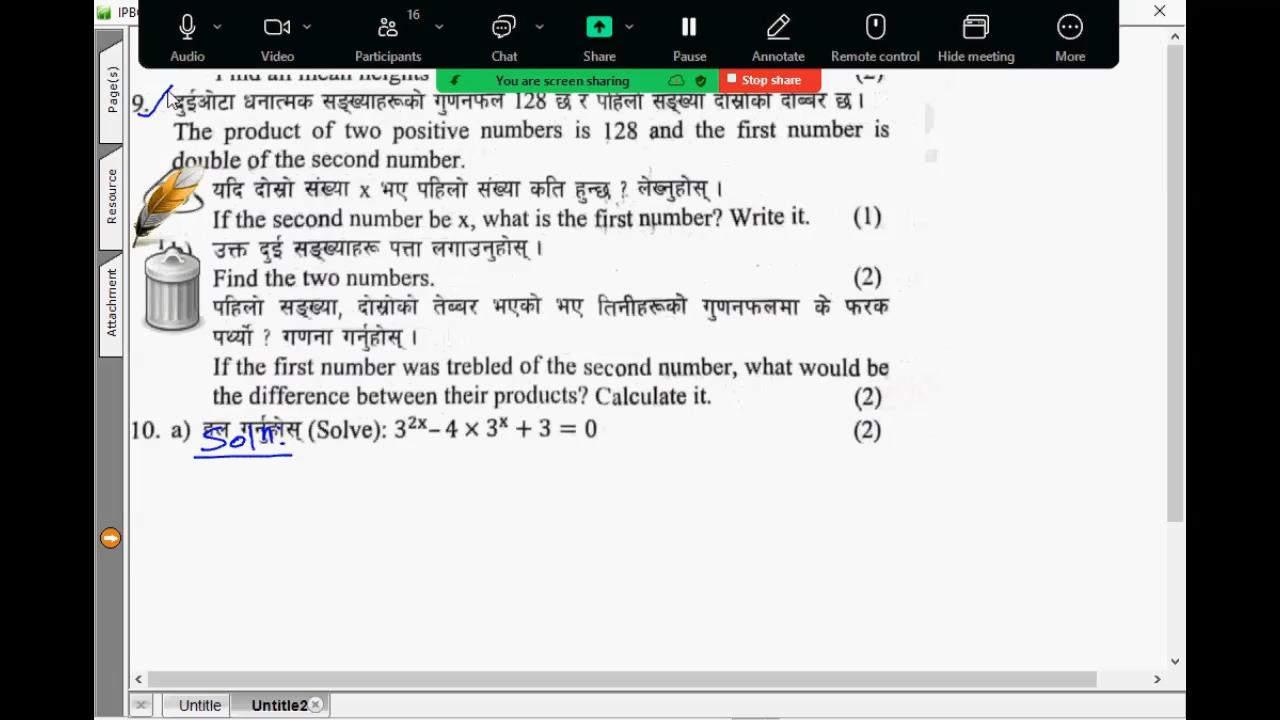 IPB
Audio
Video
16
Participants
Chat
Share
Pause
Annotate
Remote control
Hide meeting
More
You are screen sharing
Stop share
Page(s)
Resource
Attachment
Find an mean heights (2)
9. दुईओटा धनात्मक सङ्ख्याहरूको गुणनफल 128 छ र पहिलो सङ्ख्या दोस्रोको दोब्बर छ ।
The product of two positive numbers is 128 and the first number is
double of the second number.
यदि दोस्रो संख्या x भए पहिलो संख्या कति हुन्छ ? लेख्नुहोस् ।
If the second number be x, what is the first number? Write it. (1)
उक्त दुई सङ्ख्याहरू पत्ता लगाउनुहोस् ।
Find the two numbers. (2)
पहिलो सङ्ख्या, दोस्रोको तेब्बर भएको भए तिनीहरूको गुणनफलमा के फरक
पर्थ्यो ? गणना गर्नुहोस् ।
If the first number was trebled of the second number, what would be
the difference between their products? Calculate it. (2)
10. a) हल गर्नुहोस् (Solve): 3²ˣ – 4 × 3ˣ + 3 = 0 (2)
Solⁿ.
Untitle
Untitle2